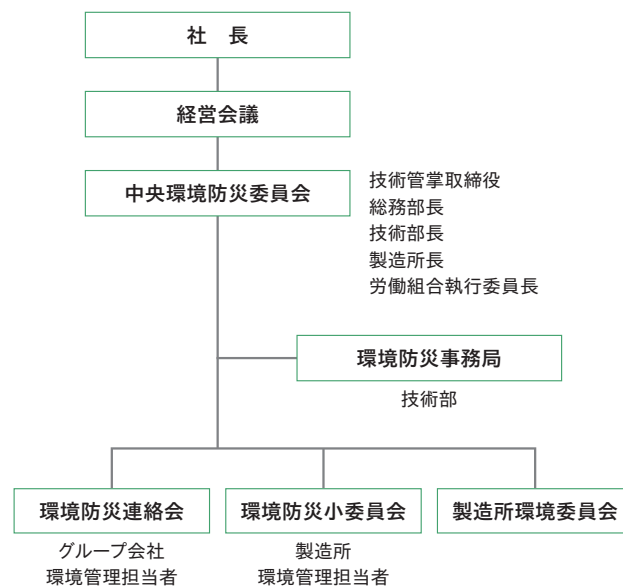 社　長
経営会議
中央環境防災委員会
技術管掌取締役
総務部長
技術部長
製造所長
労働組合執行委員長
環境防災事務局
技術部
環境防災連絡会
グループ会社
環境管理担当者
環境防災小委員会
製造所
環境管理担当者
製造所環境委員会